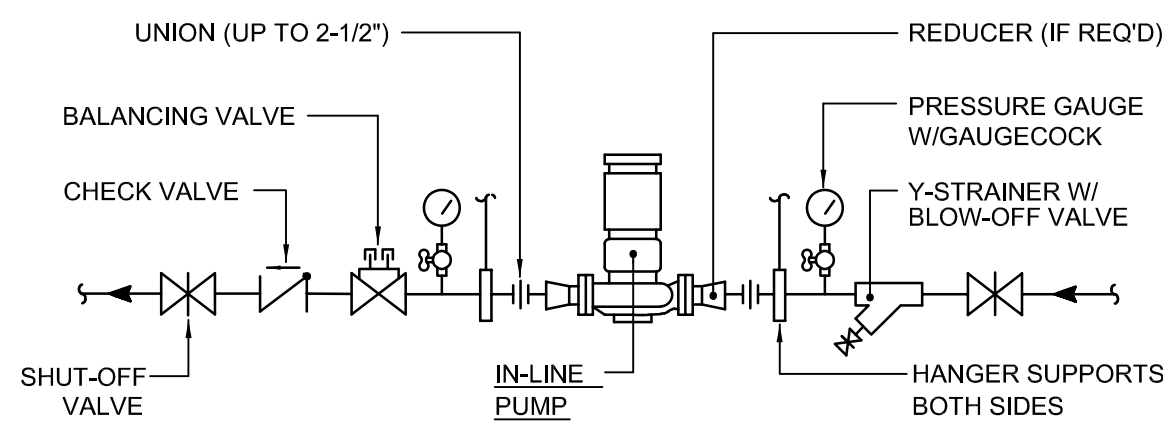 UNION (UP TO 2-1/2")
REDUCER (IF REQ'D)
BALANCING VALVE
PRESSURE GAUGE
W/GAUGECOCK
CHECK VALVE
Y-STRAINER W/
BLOW-OFF VALVE
SHUT-OFF
VALVE
IN-LINE
PUMP
HANGER SUPPORTS
BOTH SIDES